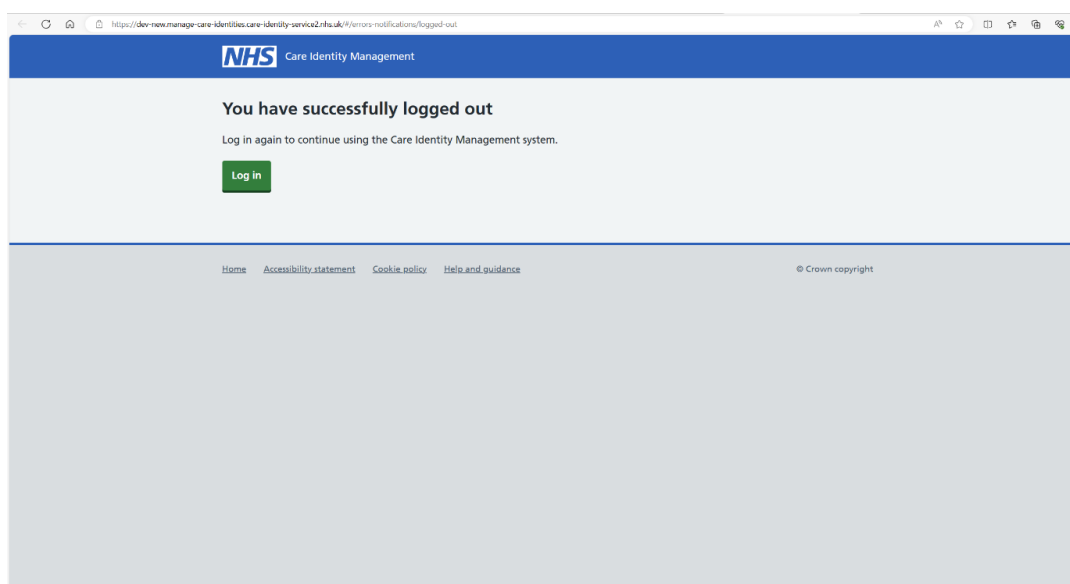 https://dev-new.manage-care-identities.care-identity-service2.nhs.uk/#/errors-notifications/logged-out
NHS Care Identity Management
You have successfully logged out
Log in again to continue using the Care Identity Management system.
Log in
Home Accessibility statement Cookie policy Help and guidance © Crown copyright